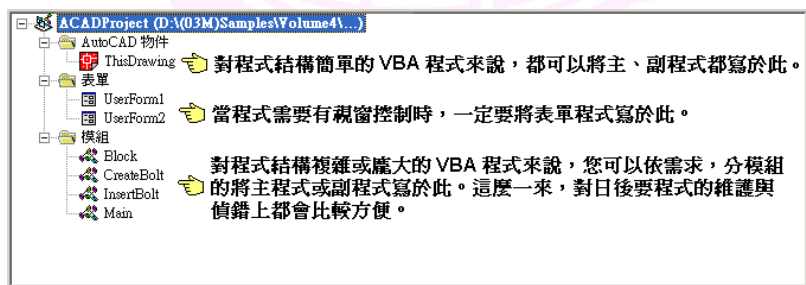 ACADProject (D:\(03M)Samples\Volume4\...)
AutoCAD 物件
ThisDrawing 對程式結構簡單的 VBA 程式來說，都可以將主、副程式都寫於此。
表單
UserForm1
UserForm2 當程式需要有視窗控制時，一定要將表單程式寫於此。
模組
Block
CreateBolt
InsertBolt
Main
對程式結構複雜或龐大的 VBA 程式來說，您可以依需求，分模組
的將主程式或副程式寫於此。這麼一來，對日後要程式的維護與
偵錯上都會比較方便。